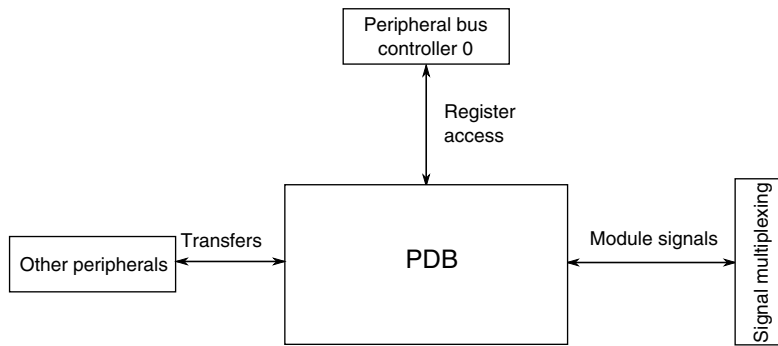 Peripheral bus
controller 0
Register
access
Signal multiplexing
Transfers
Module signals
PDB
Other peripherals